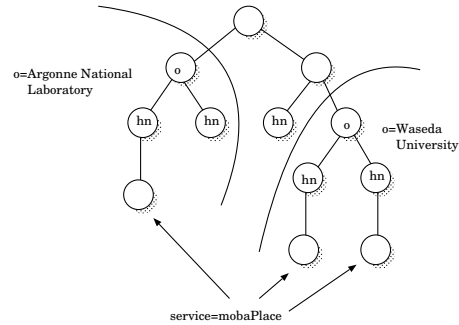 o
o=Argonne National
Laboratory
hn
hn
hn
o
o=Waseda
University
hn
hn
service=mobaPlace